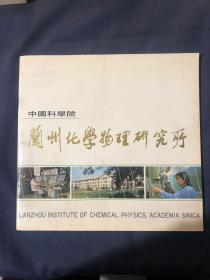 中國科學院
蘭州化學物理研究所
LANZHOU INSTITUTE OF CHEMICAL PHYSICS, ACADEMIA SINICA